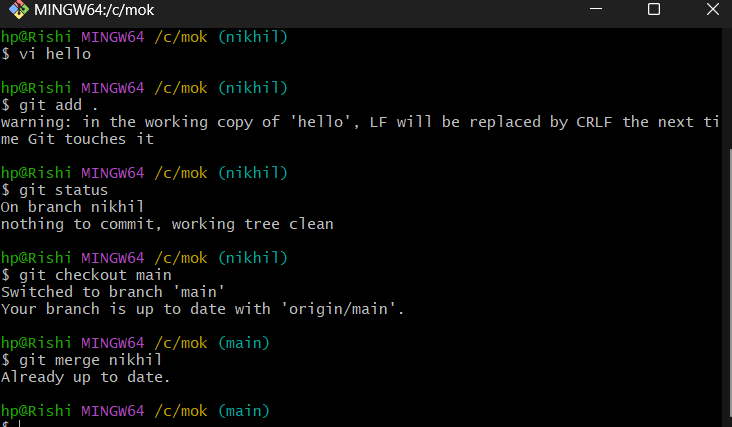 MINGW64:/c/mok
hp@Rishi MINGW64 /c/mok (nikhil)
$ vi hello
hp@Rishi MINGW64 /c/mok (nikhil)
$ git add .
warning: in the working copy of 'hello', LF will be replaced by CRLF the next ti
me Git touches it
hp@Rishi MINGW64 /c/mok (nikhil)
$ git status
On branch nikhil
nothing to commit, working tree clean
hp@Rishi MINGW64 /c/mok (nikhil)
$ git checkout main
Switched to branch 'main'
Your branch is up to date with 'origin/main'.
hp@Rishi MINGW64 /c/mok (main)
$ git merge nikhil
Already up to date.
hp@Rishi MINGW64 /c/mok (main)
$